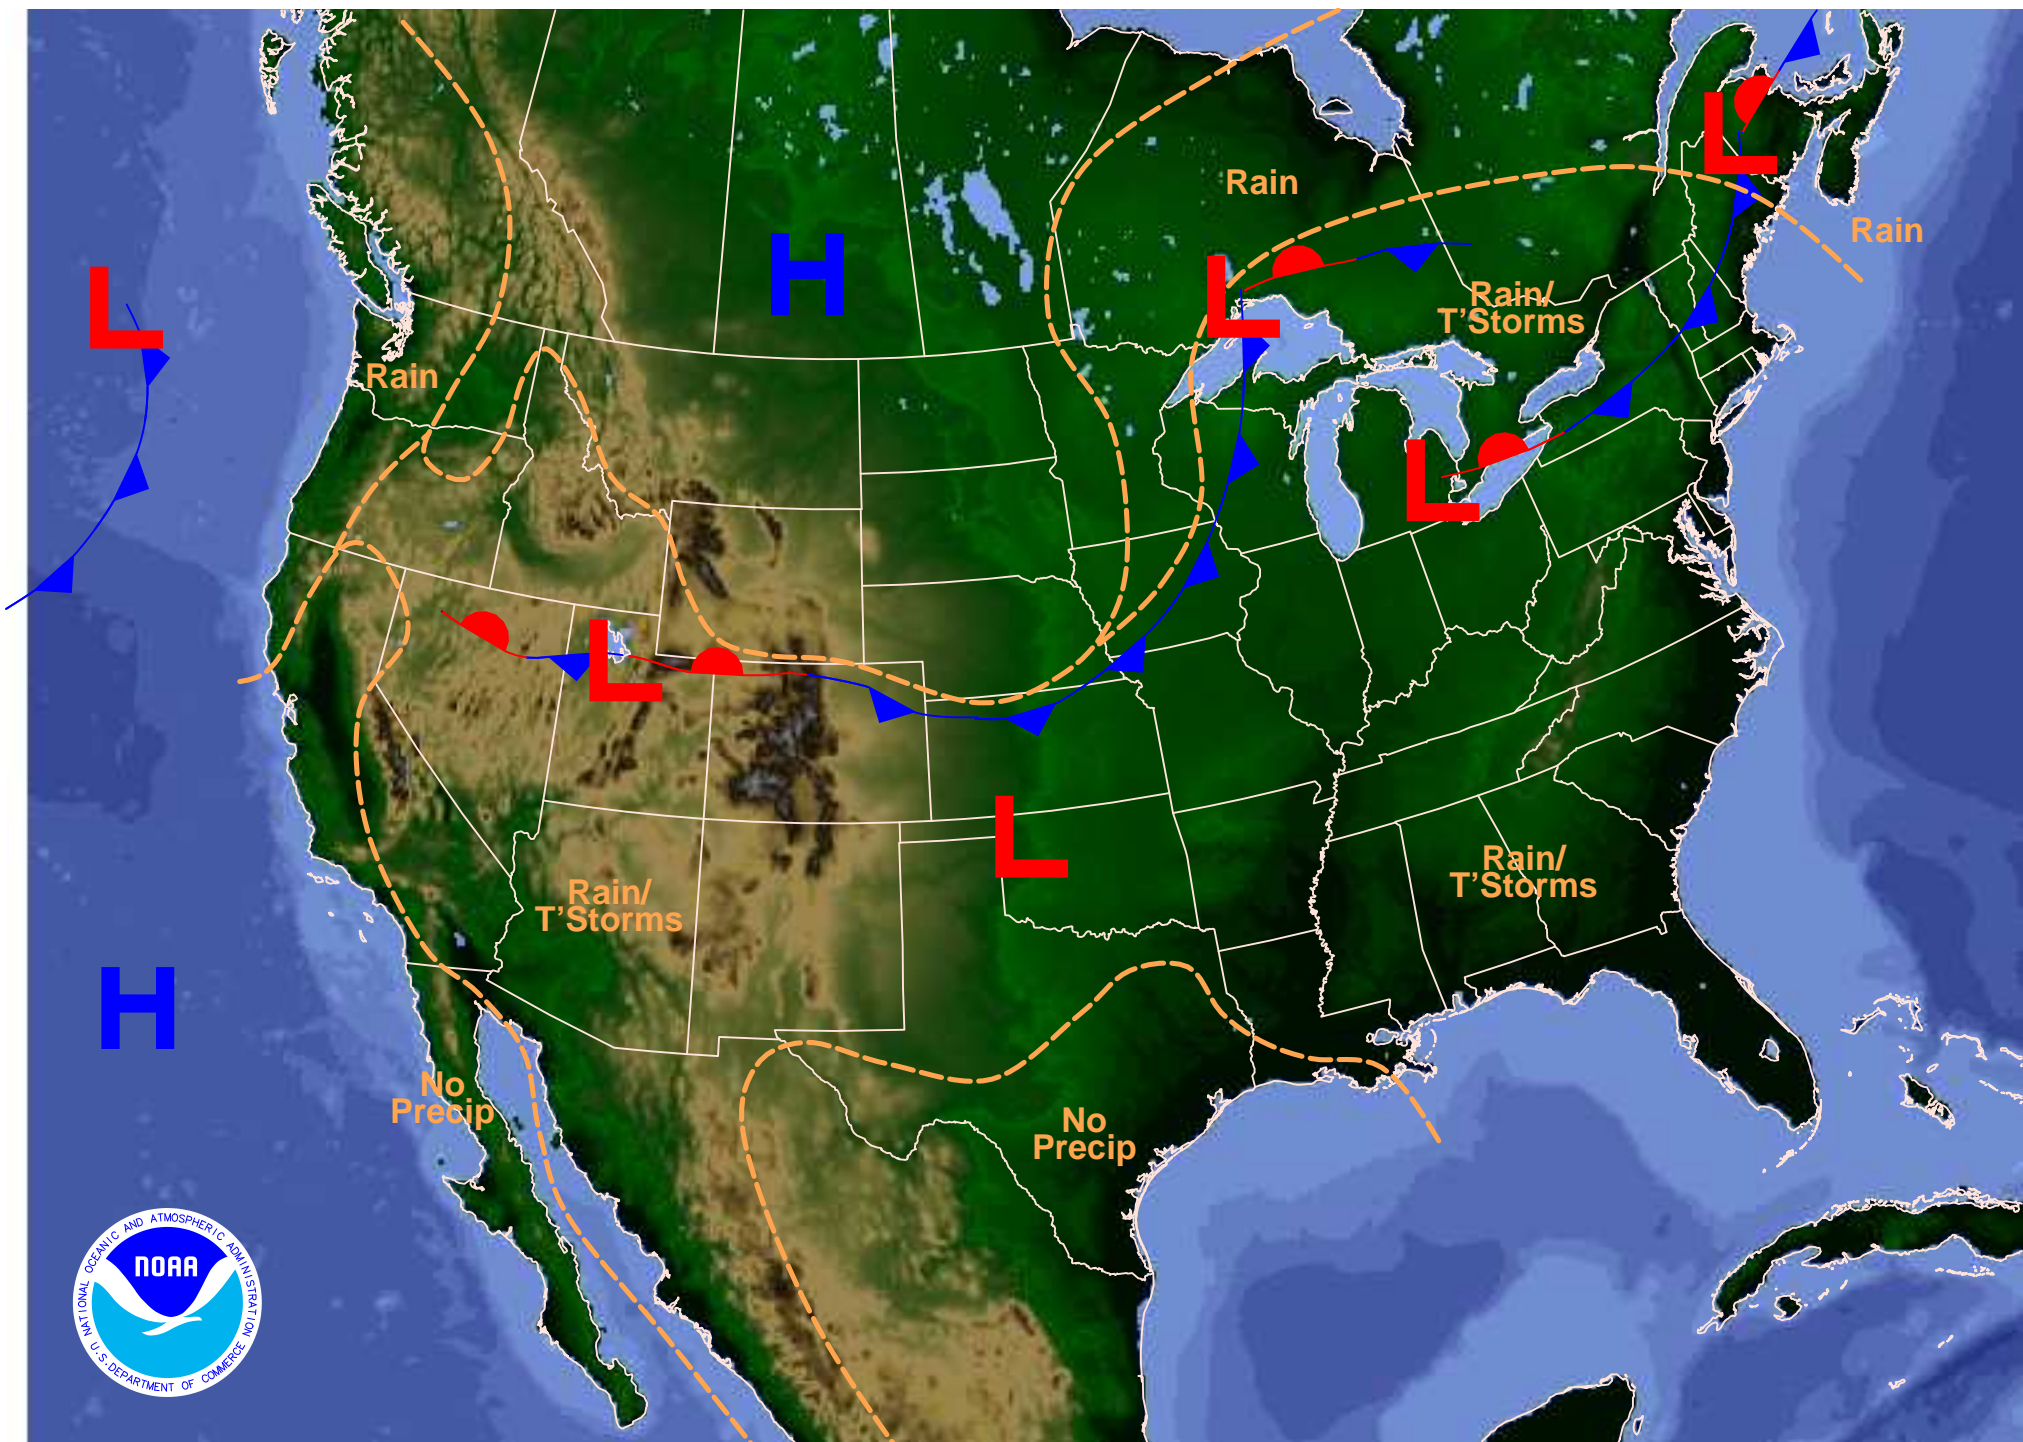 L
Rain
Rain
L
H
L
Rain/
T'Storms
Rain
L
L
L
Rain/
T'Storms
Rain/
T'Storms
H
No
Precip
No
Precip
NATIONAL OCEANIC AND ATMOSPHERIC ADMINISTRATION
NOAA
U.S. DEPARTMENT OF COMMERCE